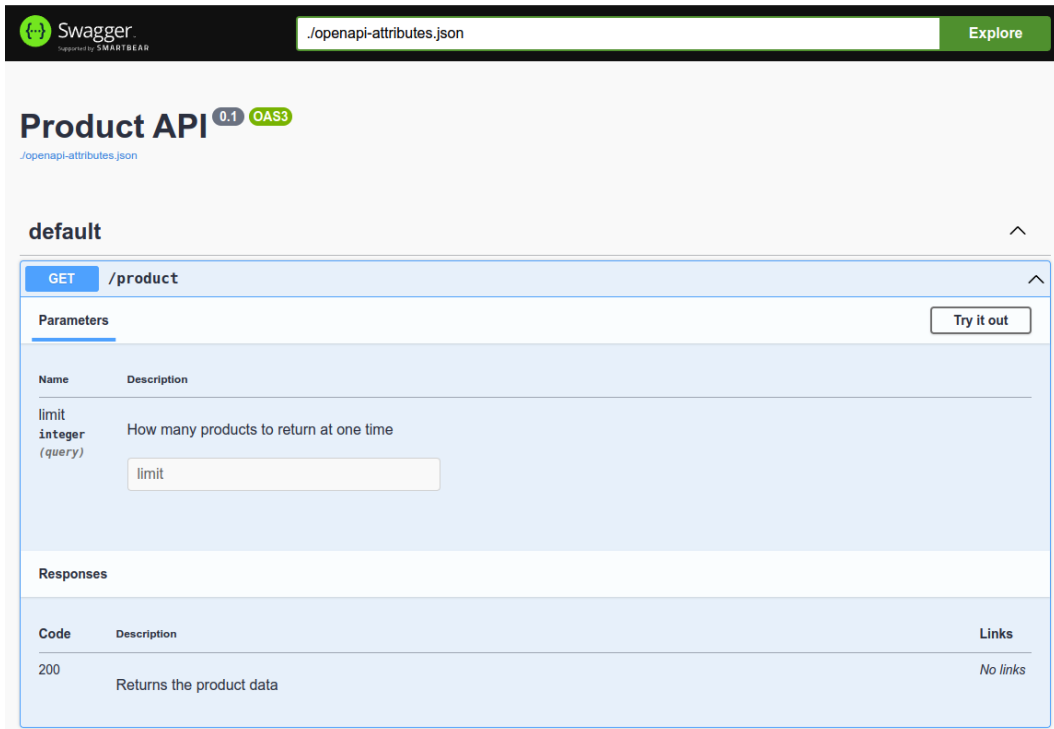 {···} Swagger.
Supported by SMARTBEAR
./openapi-attributes.json
Explore
Product API 0.1 OAS3
./openapi-attributes.json
default
GET /product
Parameters
Try it out
Name Description
limit
integer
(query)
How many products to return at one time
limit
Responses
Code Description Links
200
Returns the product data
No links